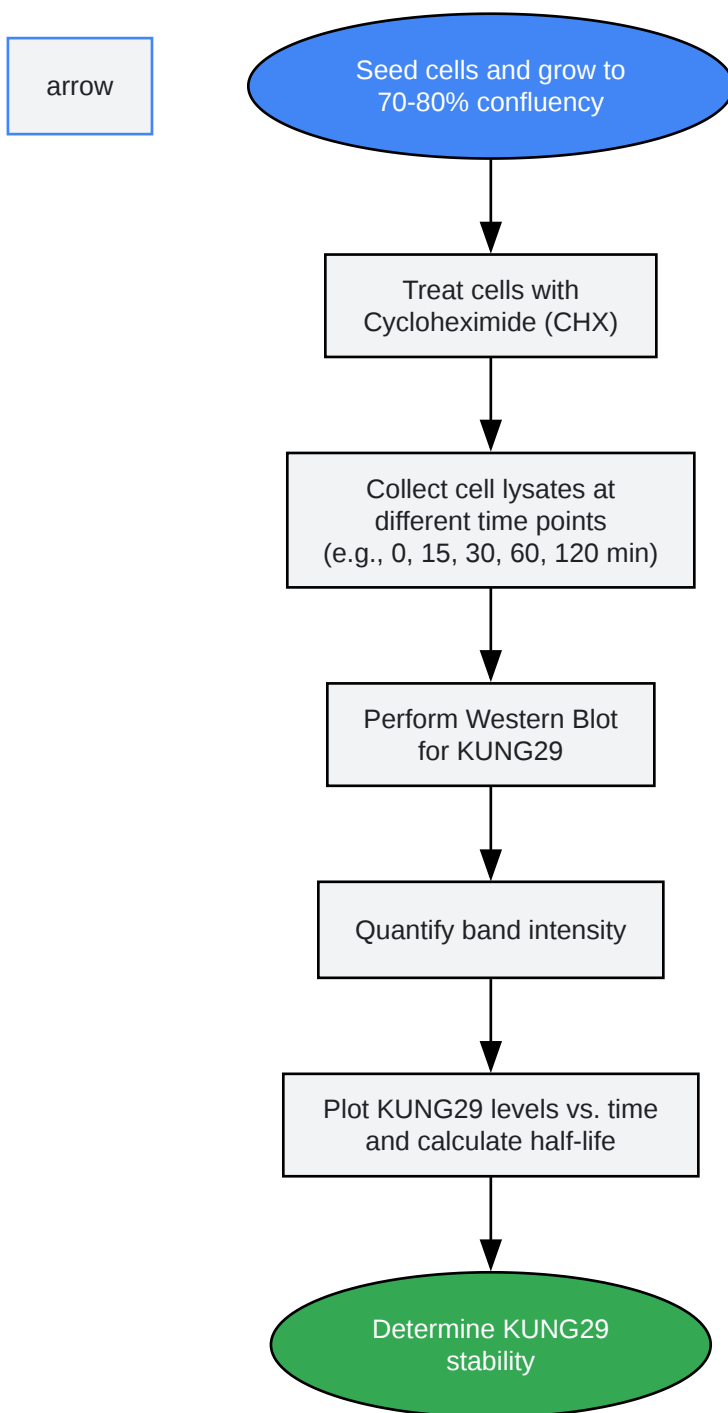 arrow
Seed cells and grow to
70-80% confluency
Treat cells with
Cycloheximide (CHX)
Collect cell lysates at
different time points
(e.g., 0, 15, 30, 60, 120 min)
Perform Western Blot
for KUNG29
Quantify band intensity
Plot KUNG29 levels vs. time
and calculate half-life
Determine KUNG29
stability